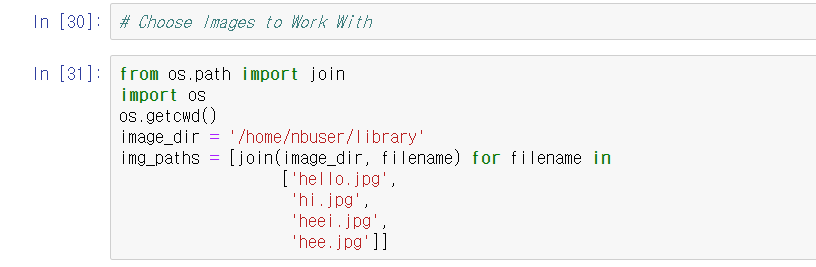 In [30]: # Choose Images to Work With
In [31]: from os.path import join
import os
os.getcwd()
image_dir = '/home/nbuser/library'
img_paths = [join(image_dir, filename) for filename in
['hello.jpg',
'hi.jpg',
'heei.jpg',
'hee.jpg']]